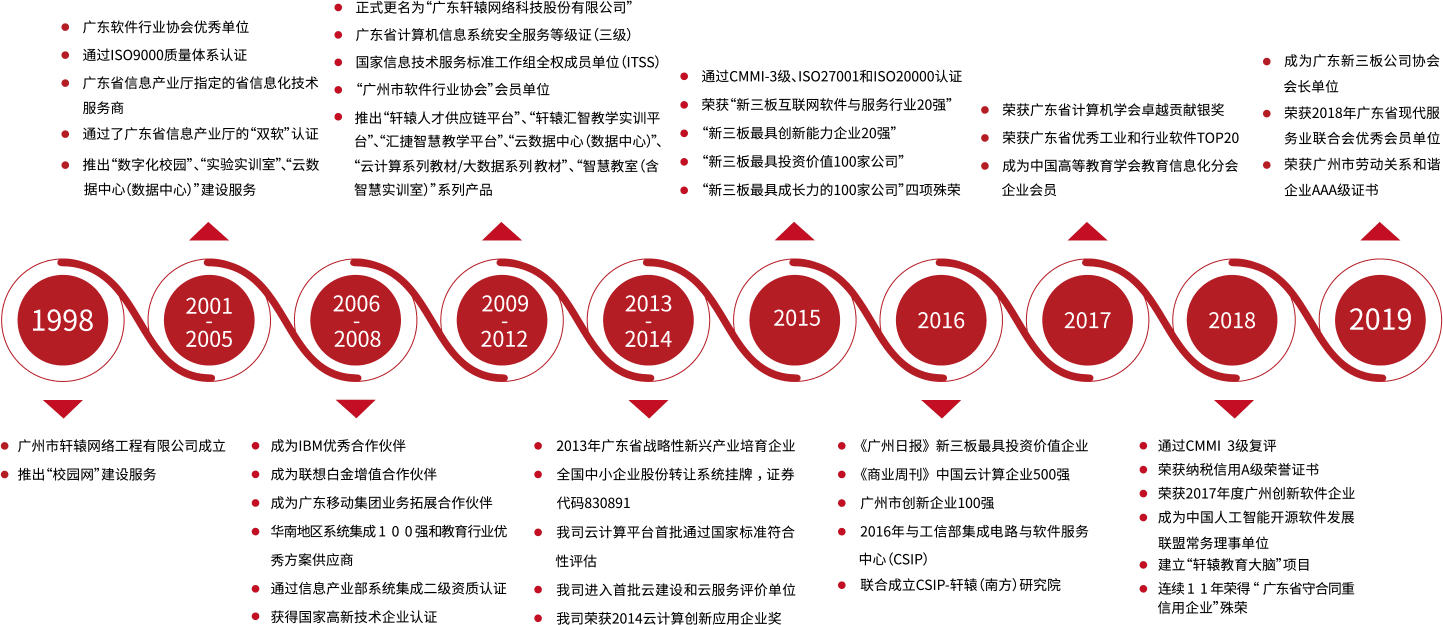 广东软件行业协会优秀单位
通过ISO9000质量体系认证
广东省信息产业厅指定的省信息化技术
服务商
通过了广东省信息产业厅的“双软”认证
推出“数字化校园”、“实验实训室”、“云数
据中心（数据中心）”建设服务
正式更名为“广东轩辕网络科技股份有限公司”
广东省计算机信息系统安全服务等级证（三级）
国家信息技术服务标准工作组全权成员单位（ITSS）
“广州市软件行业协会”会员单位
推出“轩辕人才供应链平台”、“轩辕汇智教学实训平
台”、“汇捷智慧教学平台”、“云数据中心（数据中心）”、
“云计算系列教材/大数据系列教材”、“智慧教室（含
智慧实训室）”系列产品
通过CMMI-3级、ISO27001和ISO20000认证
荣获“新三板互联网软件与服务行业20强”
“新三板最具创新能力企业20强”
“新三板最具投资价值100家公司”
“新三板最具成长力的100家公司”四项殊荣
荣获广东省计算机学会卓越贡献银奖
荣获广东省优秀工业和行业软件TOP20
成为中国高等教育学会教育信息化分会
企业会员
成为广东新三板公司协会
会长单位
荣获2018年广东省现代服
务业联合会优秀会员单位
荣获广州市劳动关系和谐
企业AAA级证书
1998
2001
-
2005
2006
-
2008
2009
-
2012
2013
-
2014
2015
2016
2017
2018
2019
广州市轩辕网络工程有限公司成立
推出“校园网”建设服务
成为IBM优秀合作伙伴
成为联想白金增值合作伙伴
成为广东移动集团业务拓展合作伙伴
华南地区系统集成１００强和教育行业优
秀方案供应商
通过信息产业部系统集成二级资质认证
获得国家高新技术企业认证
2013年广东省战略性新兴产业培育企业
全国中小企业股份转让系统挂牌，证券
代码830891
我司云计算平台首批通过国家标准符合
性评估
我司进入首批云建设和云服务评价单位
我司荣获2014云计算创新应用企业奖
《广州日报》新三板最具投资价值企业
《商业周刊》中国云计算企业500强
广州市创新企业100强
2016年与工信部集成电路与软件服务
中心（CSIP）
联合成立CSIP-轩辕（南方）研究院
通过CMMI 3级复评
荣获纳税信用A级荣誉证书
荣获2017年度广州创新软件企业
成为中国人工智能开源软件发展
联盟常务理事单位
建立“轩辕教育大脑”项目
连续１１年荣得“广东省守合同重
信用企业”殊荣